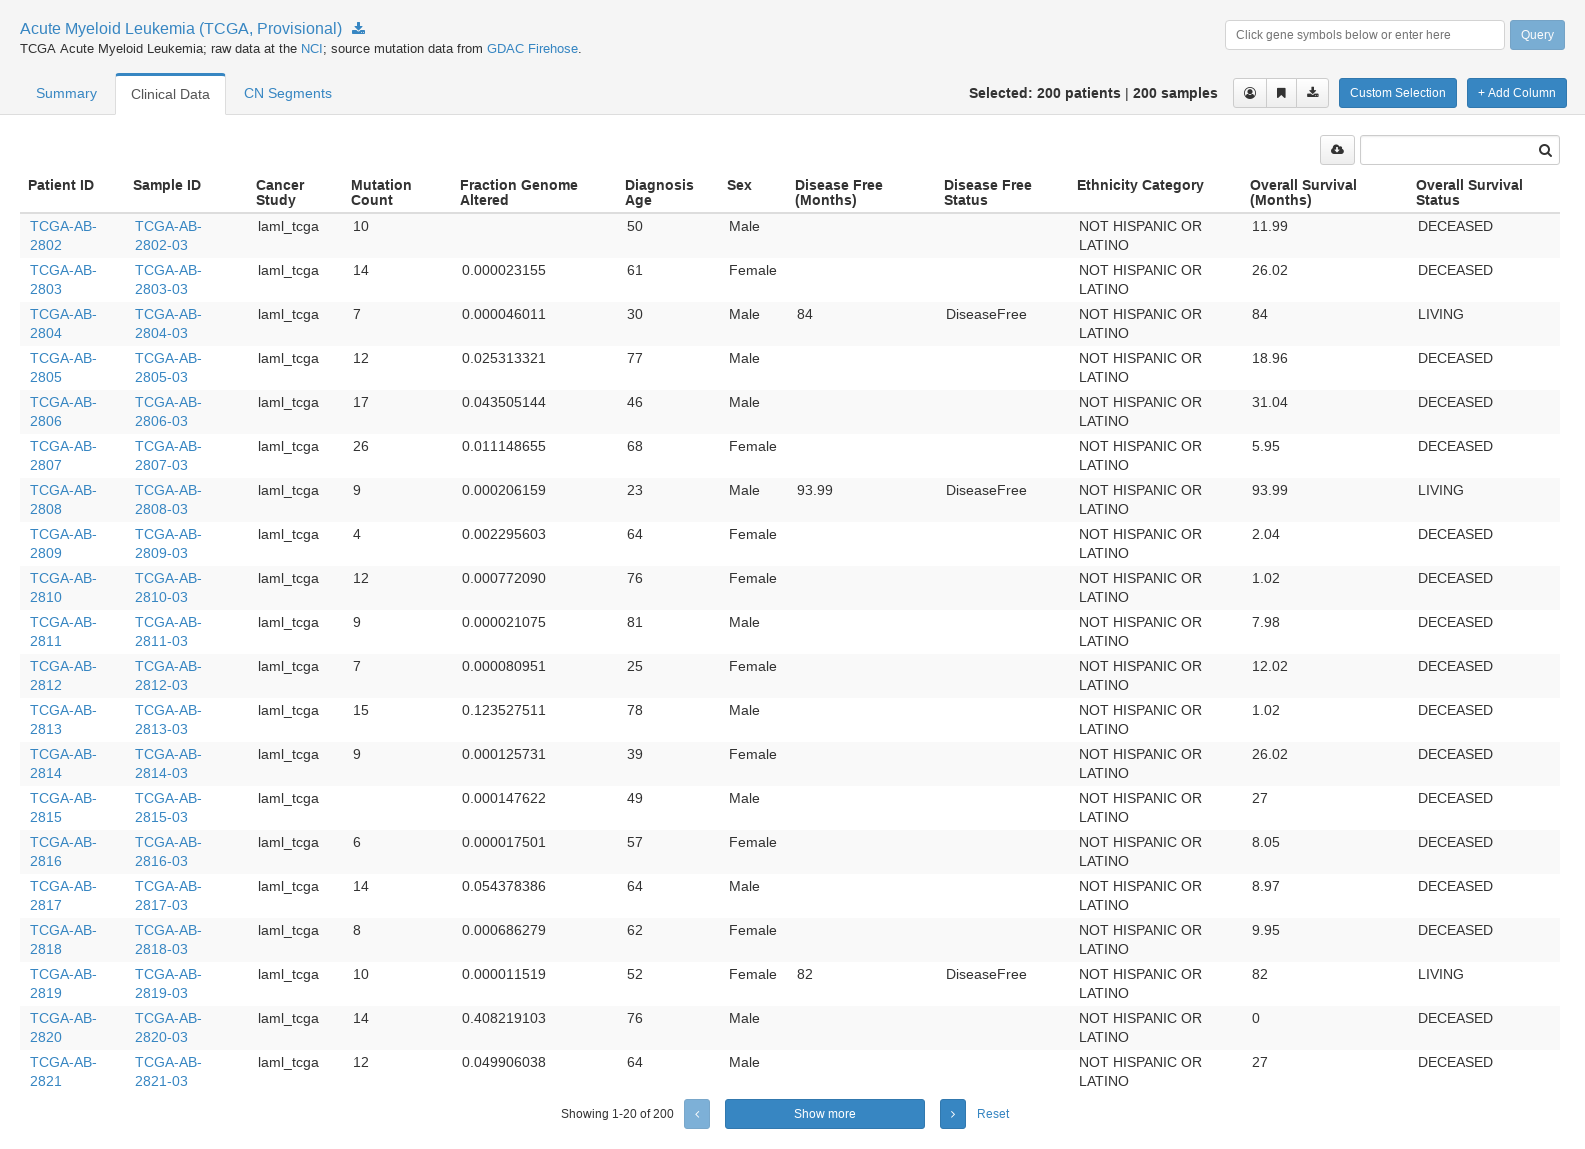 Acute Myeloid Leukemia (TCGA, Provisional)
TCGA Acute Myeloid Leukemia; raw data at the NCI; source mutation data from GDAC Firehose.
Click gene symbols below or enter here Query
Summary Clinical Data CN Segments Selected: 200 patients | 200 samples Custom Selection + Add Column
Patient ID Sample ID Cancer Study Mutation Count Fraction Genome Altered Diagnosis Age Sex Disease Free (Months) Disease Free Status Ethnicity Category Overall Survival (Months) Overall Survival Status
TCGA-AB-2802 TCGA-AB-2802-03 laml_tcga 10 50 Male NOT HISPANIC OR LATINO 11.99 DECEASED
TCGA-AB-2803 TCGA-AB-2803-03 laml_tcga 14 0.000023155 61 Female NOT HISPANIC OR LATINO 26.02 DECEASED
TCGA-AB-2804 TCGA-AB-2804-03 laml_tcga 7 0.000046011 30 Male 84 DiseaseFree NOT HISPANIC OR LATINO 84 LIVING
TCGA-AB-2805 TCGA-AB-2805-03 laml_tcga 12 0.025313321 77 Male NOT HISPANIC OR LATINO 18.96 DECEASED
TCGA-AB-2806 TCGA-AB-2806-03 laml_tcga 17 0.043505144 46 Male NOT HISPANIC OR LATINO 31.04 DECEASED
TCGA-AB-2807 TCGA-AB-2807-03 laml_tcga 26 0.011148655 68 Female NOT HISPANIC OR LATINO 5.95 DECEASED
TCGA-AB-2808 TCGA-AB-2808-03 laml_tcga 9 0.000206159 23 Male 93.99 DiseaseFree NOT HISPANIC OR LATINO 93.99 LIVING
TCGA-AB-2809 TCGA-AB-2809-03 laml_tcga 4 0.002295603 64 Female NOT HISPANIC OR LATINO 2.04 DECEASED
TCGA-AB-2810 TCGA-AB-2810-03 laml_tcga 12 0.000772090 76 Female NOT HISPANIC OR LATINO 1.02 DECEASED
TCGA-AB-2811 TCGA-AB-2811-03 laml_tcga 9 0.000021075 81 Male NOT HISPANIC OR LATINO 7.98 DECEASED
TCGA-AB-2812 TCGA-AB-2812-03 laml_tcga 7 0.000080951 25 Female NOT HISPANIC OR LATINO 12.02 DECEASED
TCGA-AB-2813 TCGA-AB-2813-03 laml_tcga 15 0.123527511 78 Male NOT HISPANIC OR LATINO 1.02 DECEASED
TCGA-AB-2814 TCGA-AB-2814-03 laml_tcga 9 0.000125731 39 Female NOT HISPANIC OR LATINO 26.02 DECEASED
TCGA-AB-2815 TCGA-AB-2815-03 laml_tcga 0.000147622 49 Male NOT HISPANIC OR LATINO 27 DECEASED
TCGA-AB-2816 TCGA-AB-2816-03 laml_tcga 6 0.000017501 57 Female NOT HISPANIC OR LATINO 8.05 DECEASED
TCGA-AB-2817 TCGA-AB-2817-03 laml_tcga 14 0.054378386 64 Male NOT HISPANIC OR LATINO 8.97 DECEASED
TCGA-AB-2818 TCGA-AB-2818-03 laml_tcga 8 0.000686279 62 Female NOT HISPANIC OR LATINO 9.95 DECEASED
TCGA-AB-2819 TCGA-AB-2819-03 laml_tcga 10 0.000011519 52 Female 82 DiseaseFree NOT HISPANIC OR LATINO 82 LIVING
TCGA-AB-2820 TCGA-AB-2820-03 laml_tcga 14 0.408219103 76 Male NOT HISPANIC OR LATINO 0 DECEASED
TCGA-AB-2821 TCGA-AB-2821-03 laml_tcga 12 0.049906038 64 Male NOT HISPANIC OR LATINO 27 DECEASED
Showing 1-20 of 200 Show more Reset